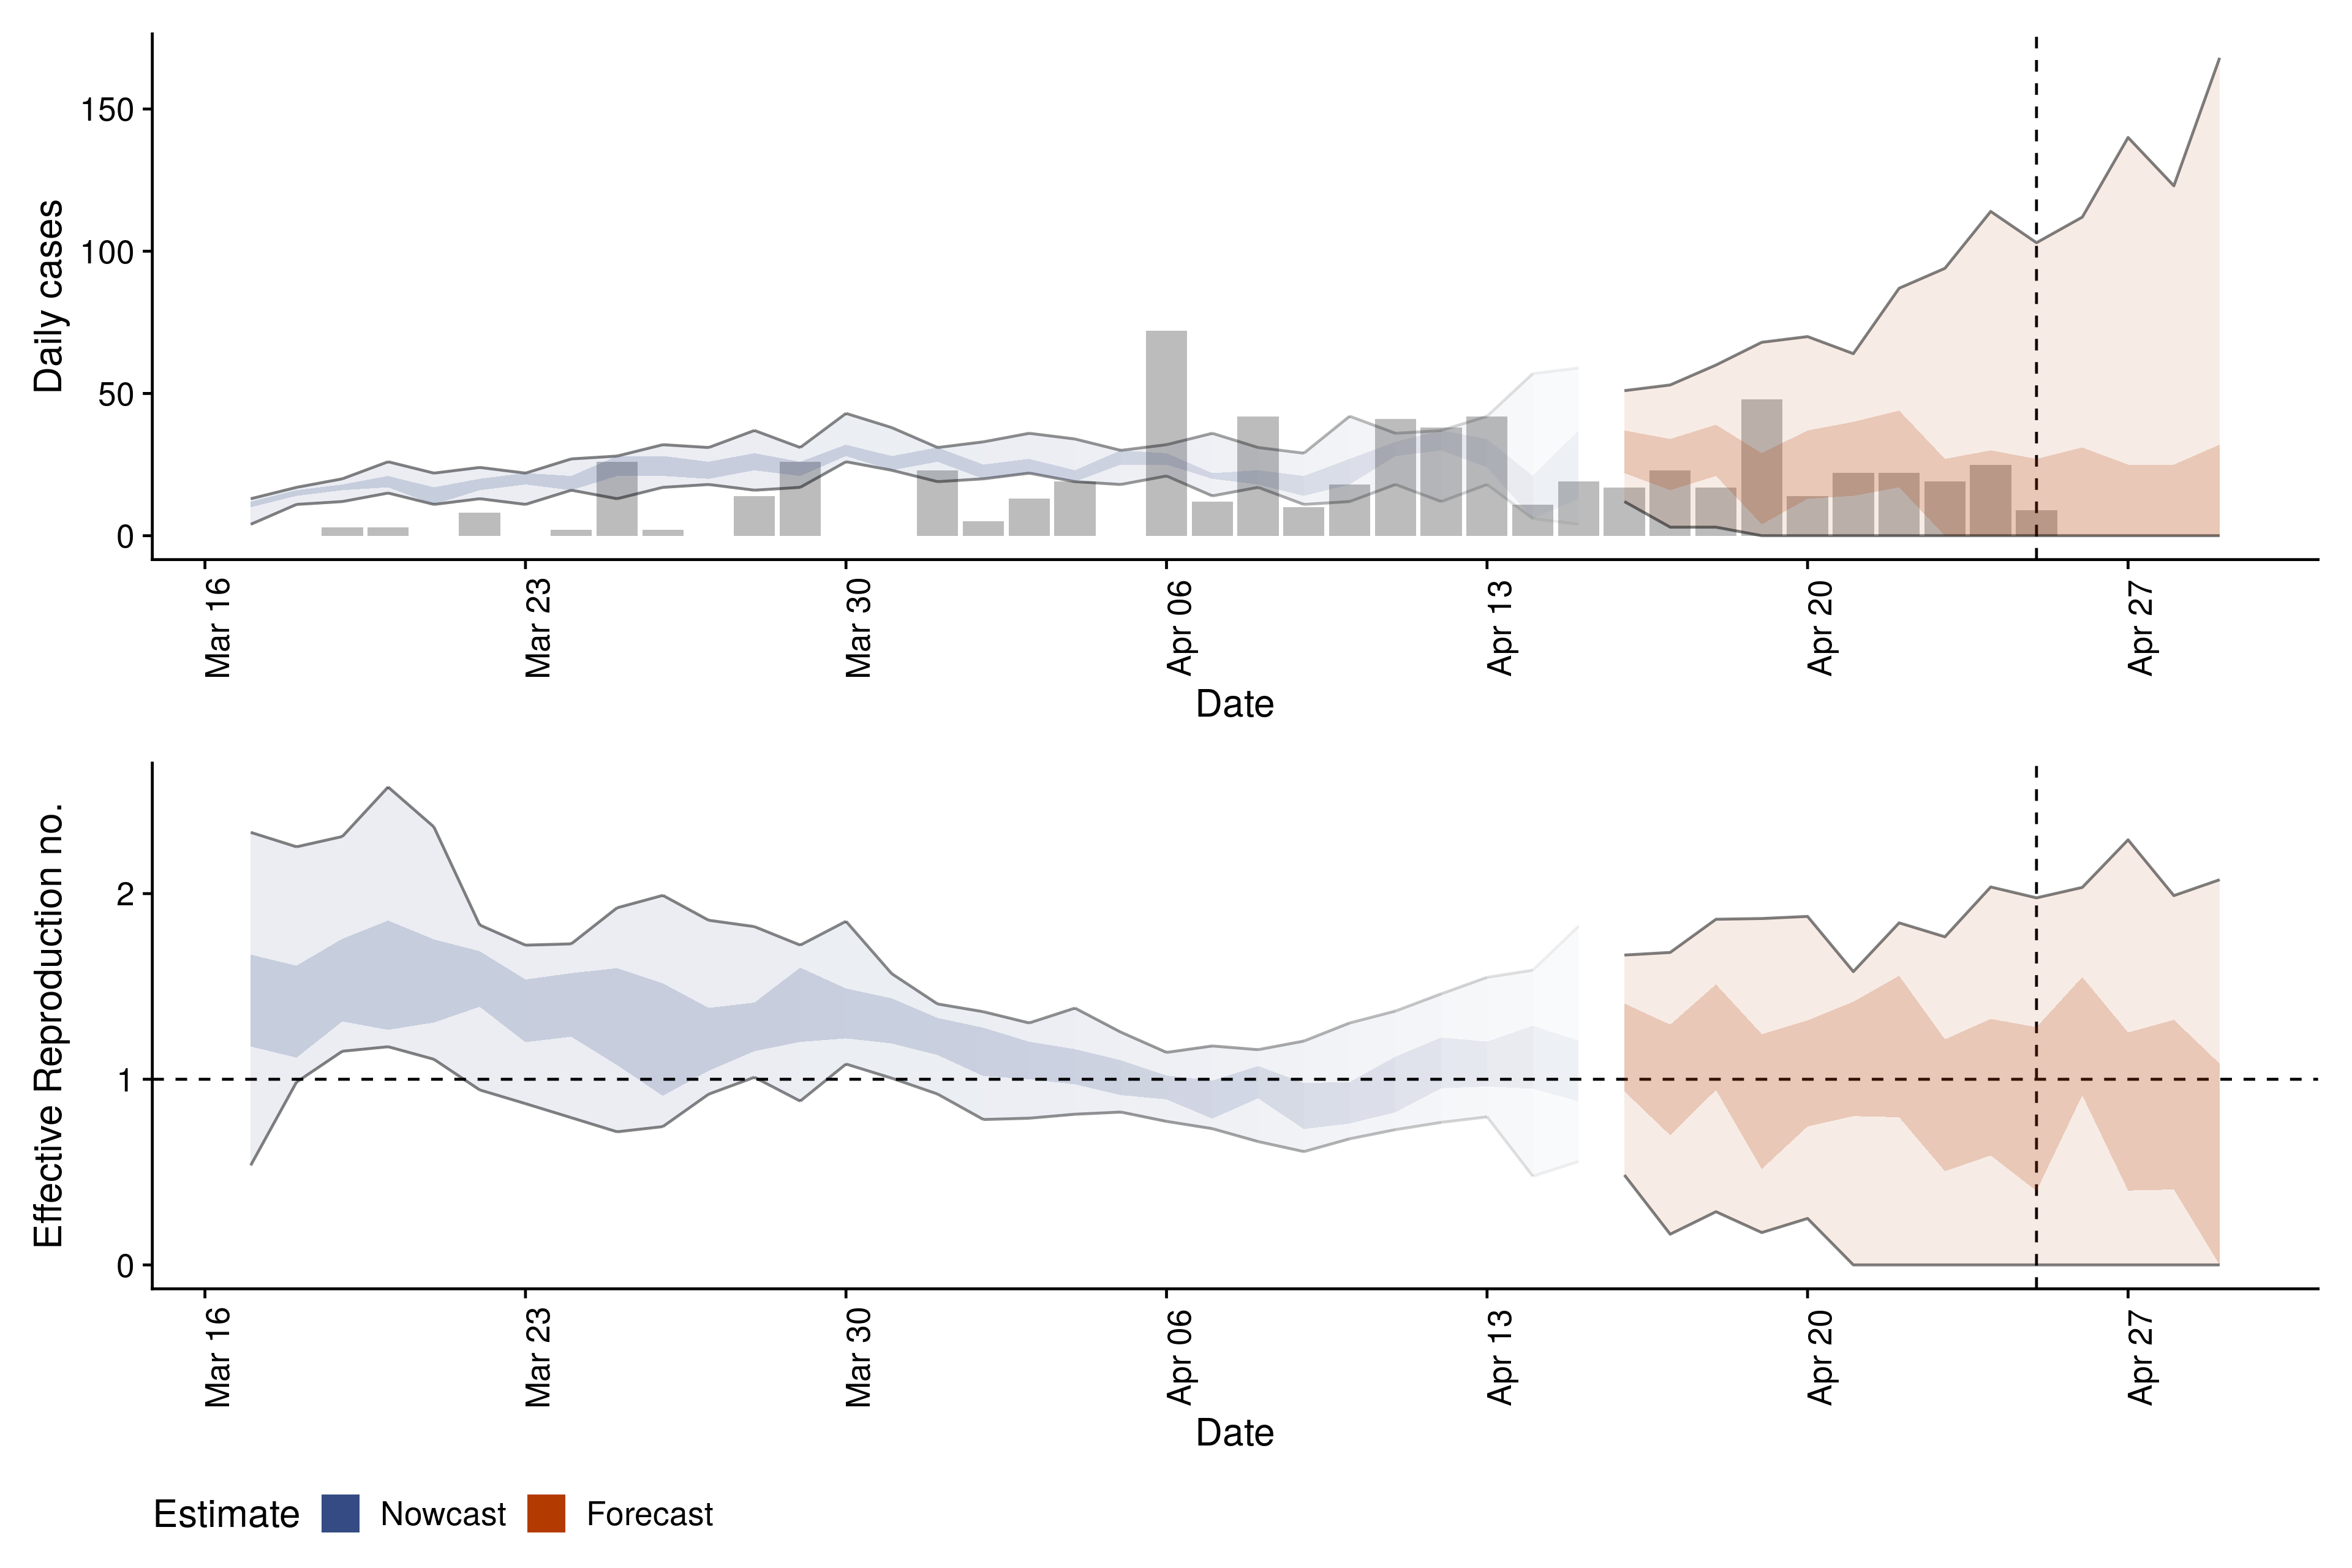 Daily cases
150
100
50
0
Mar 16
Mar 23
Mar 30
Apr 06
Apr 13
Apr 20
Apr 27
Date
Effective Reproduction no.
2
1
0
Mar 16
Mar 23
Mar 30
Apr 06
Apr 13
Apr 20
Apr 27
Date
Estimate Nowcast Forecast